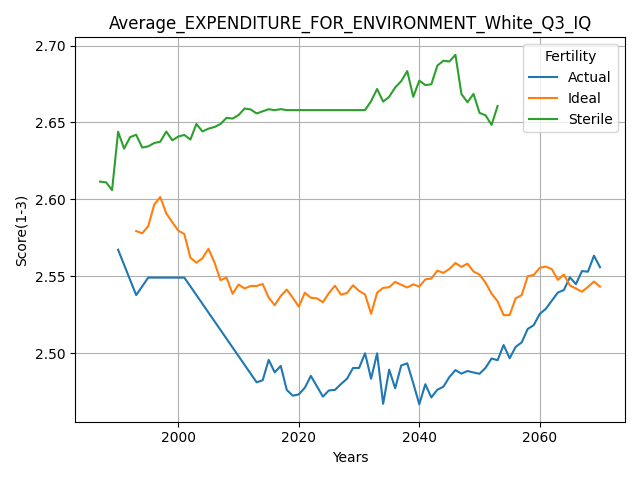 Average_EXPENDITURE_FOR_ENVIRONMENT_White_Q3_IQ
Fertility
Actual
Ideal
Sterile
2.70
2.65
2.60
2.55
2.50
Score(1-3)
2000
2020
2040
2060
Years